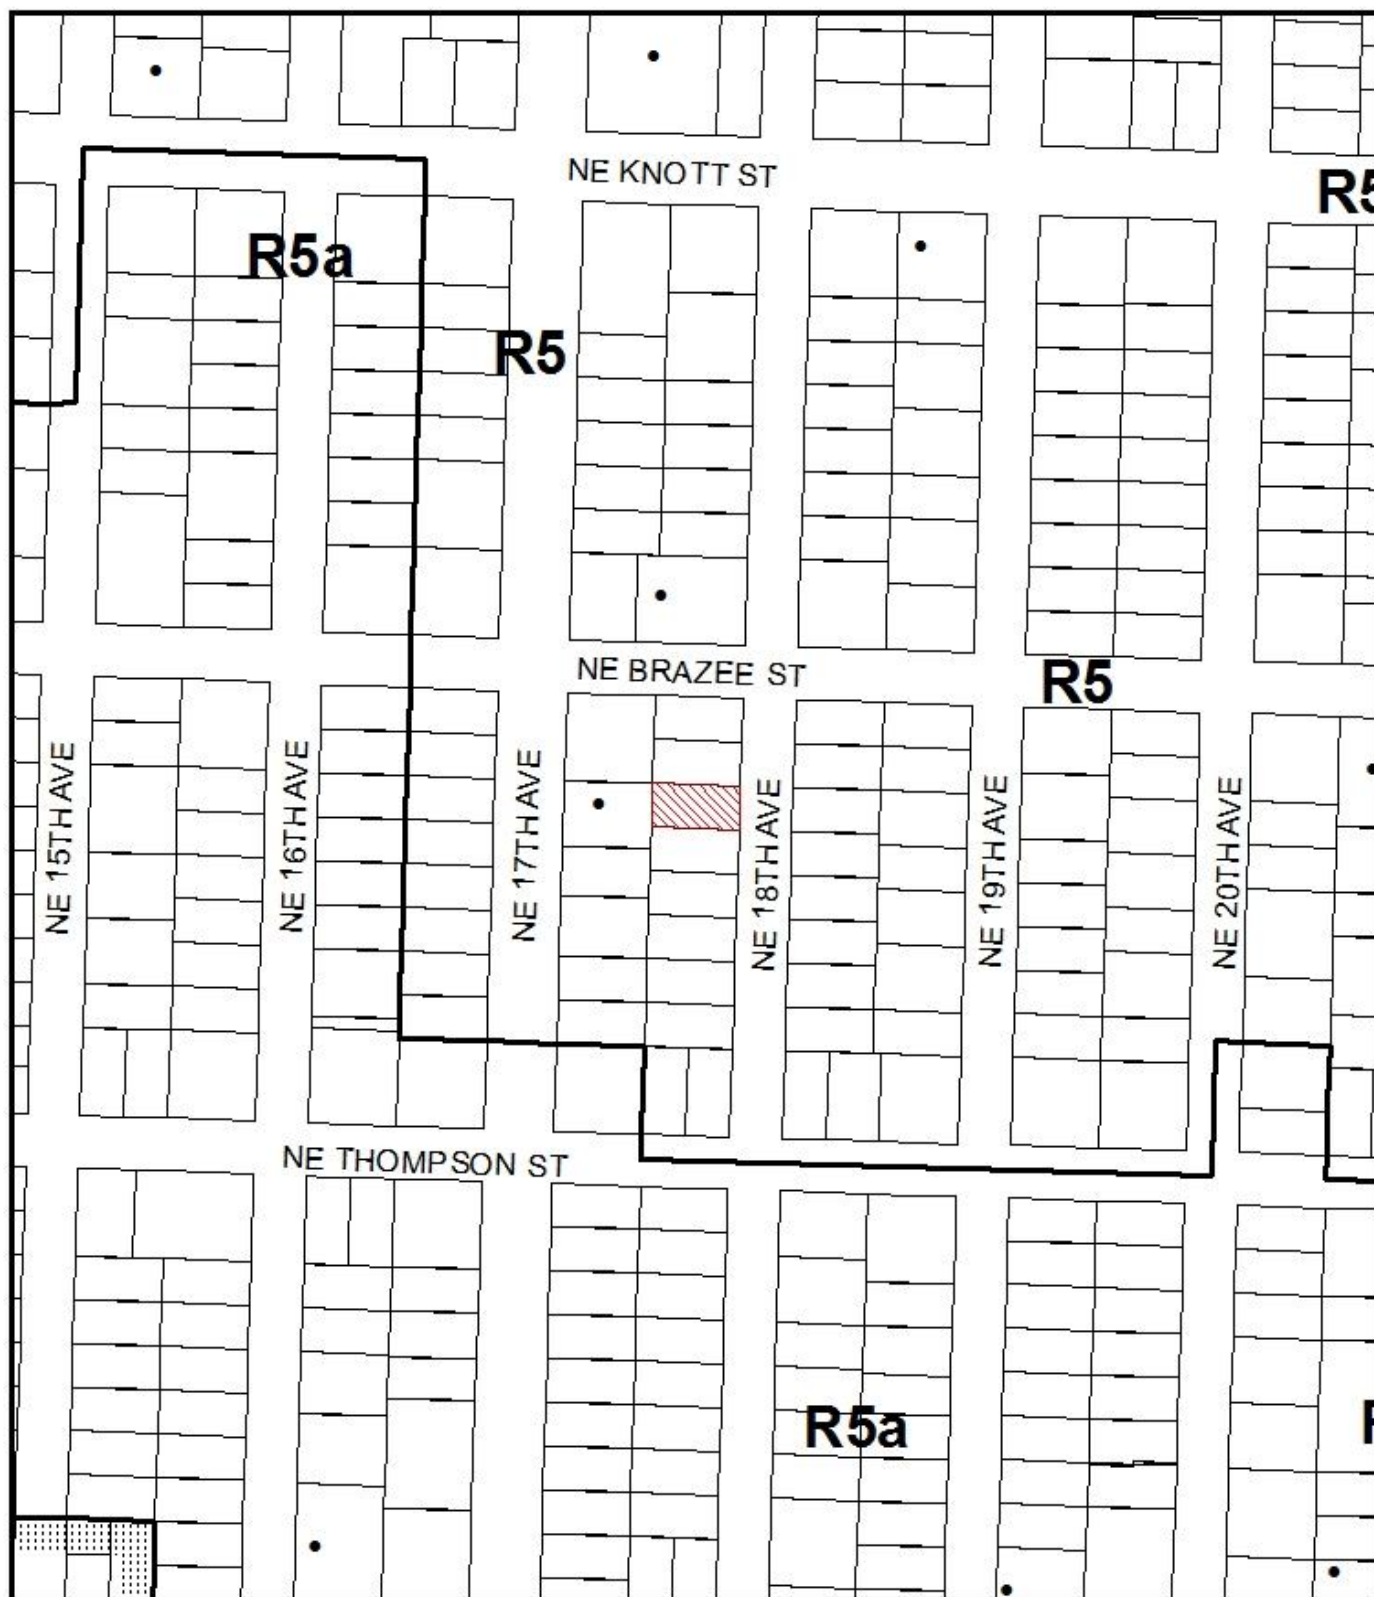 NE KNOTT ST
R5
R5a
R5
NE BRAZEE ST
R5
NE 15TH AVE
NE 16TH AVE
NE 17TH AVE
NE 18TH AVE
NE 19TH AVE
NE 20TH AVE
NE THOMPSON ST
R5a